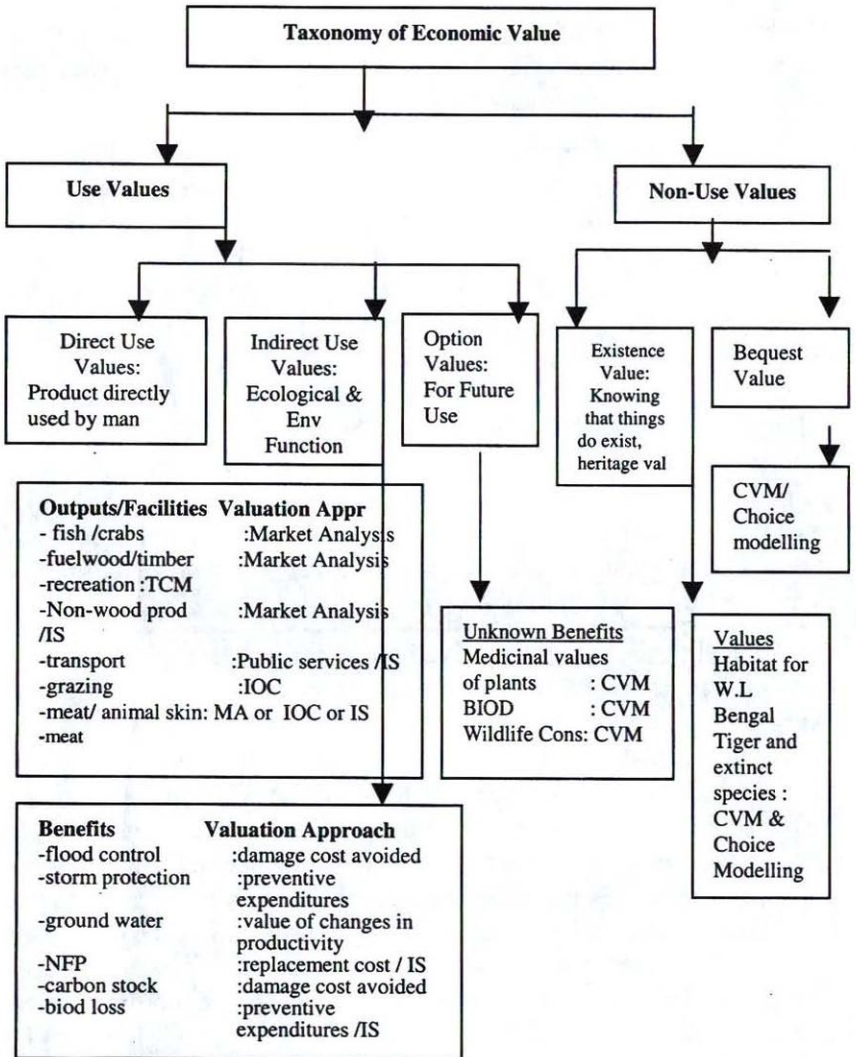 Taxonomy of Economic Value
Use Values
Non-Use Values
Direct Use
Values:
Product directly
used by man
Indirect Use
Values:
Ecological &
Env
Function
Option
Values:
For Future
Use
Existence
Value:
Knowing
that things
do exist,
heritage val
Bequest
Value
Outputs/Facilities Valuation Appr
- fish /crabs :Market Analysis
-fuelwood/timber :Market Analysis
-recreation :TCM
-Non-wood prod :Market Analysis
/IS
-transport :Public services /IS
-grazing :IOC
-meat/ animal skin: MA or IOC or IS
-meat
CVM/
Choice
modelling
Unknown Benefits
Medicinal values
of plants : CVM
BIOD : CVM
Wildlife Cons: CVM
Values
Habitat for
W.L
Bengal
Tiger and
extinct
species :
CVM &
Choice
Modelling
Benefits Valuation Approach
-flood control :damage cost avoided
-storm protection :preventive
expenditures
-ground water :value of changes in
productivity
-NFP :replacement cost / IS
-carbon stock :damage cost avoided
-biod loss :preventive
expenditures /IS